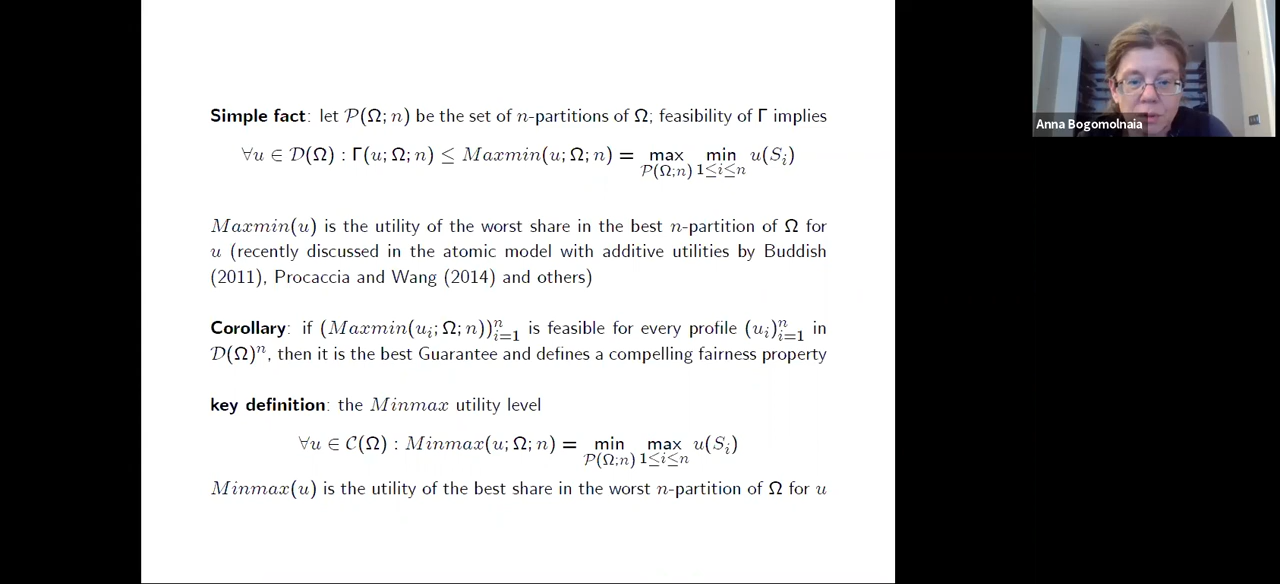 Simple fact: let 𝒫(Ω; n) be the set of n-partitions of Ω; feasibility of Γ implies
∀u ∈ 𝒟(Ω) : Γ(u; Ω; n) ≤ Maxmin(u; Ω; n) = max_{𝒫(Ω;n)} min_{1≤i≤n} u(S_i)
Maxmin(u) is the utility of the worst share in the best n-partition of Ω for
u (recently discussed in the atomic model with additive utilities by Buddish
(2011), Procaccia and Wang (2014) and others)
Corollary: if (Maxmin(u_i; Ω; n))_{i=1}^n is feasible for every profile (u_i)_{i=1}^n in
𝒟(Ω)^n, then it is the best Guarantee and defines a compelling fairness property
key definition: the Minmax utility level
∀u ∈ 𝒞(Ω) : Minmax(u; Ω; n) = min_{𝒫(Ω;n)} max_{1≤i≤n} u(S_i)
Minmax(u) is the utility of the best share in the worst n-partition of Ω for u
Anna Bogomolnaia